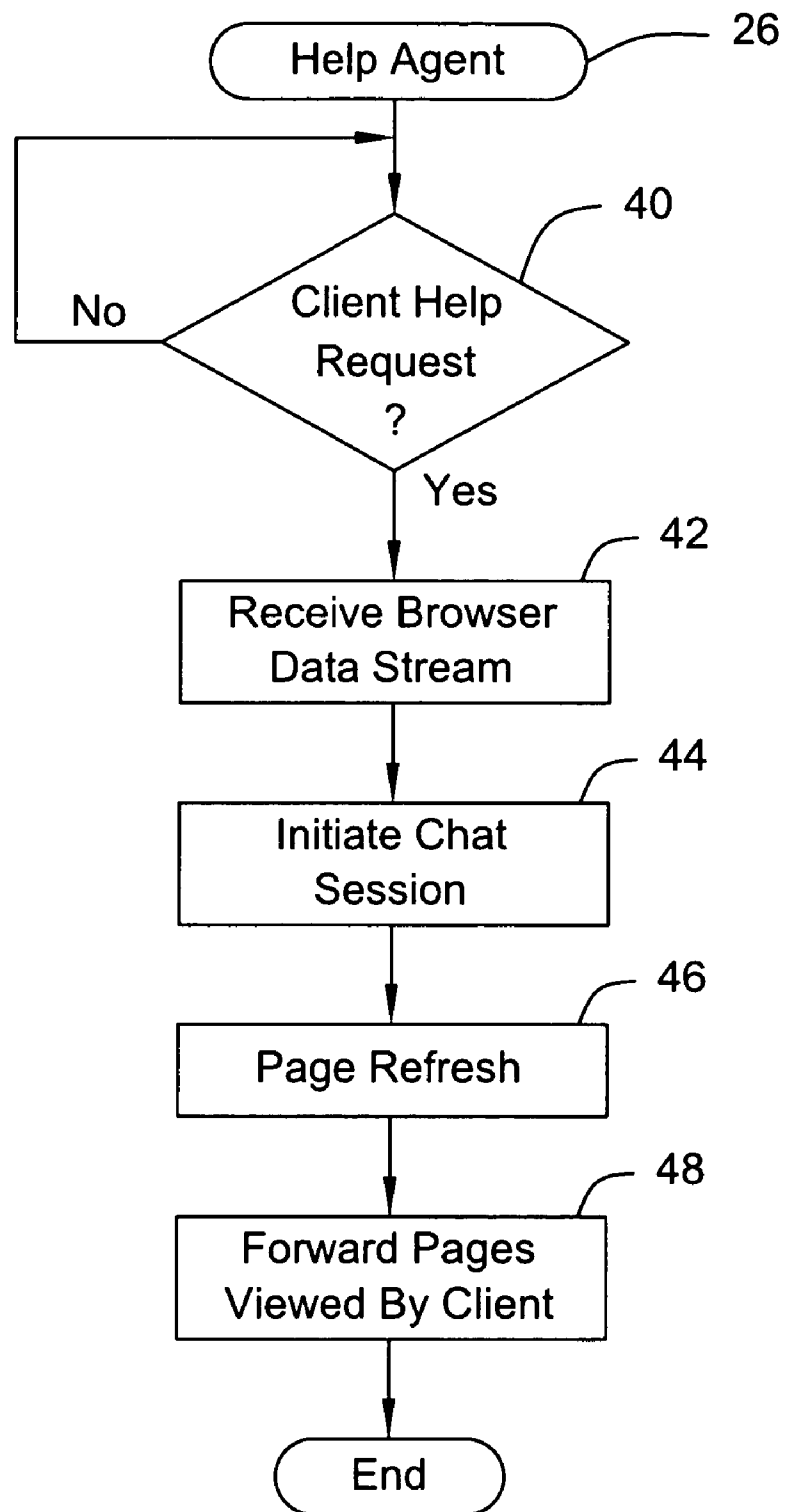 Help Agent
26
40
Client Help
Request
?
No
Yes
42
Receive Browser
Data Stream
44
Initiate Chat
Session
46
Page Refresh
48
Forward Pages
Viewed By Client
End